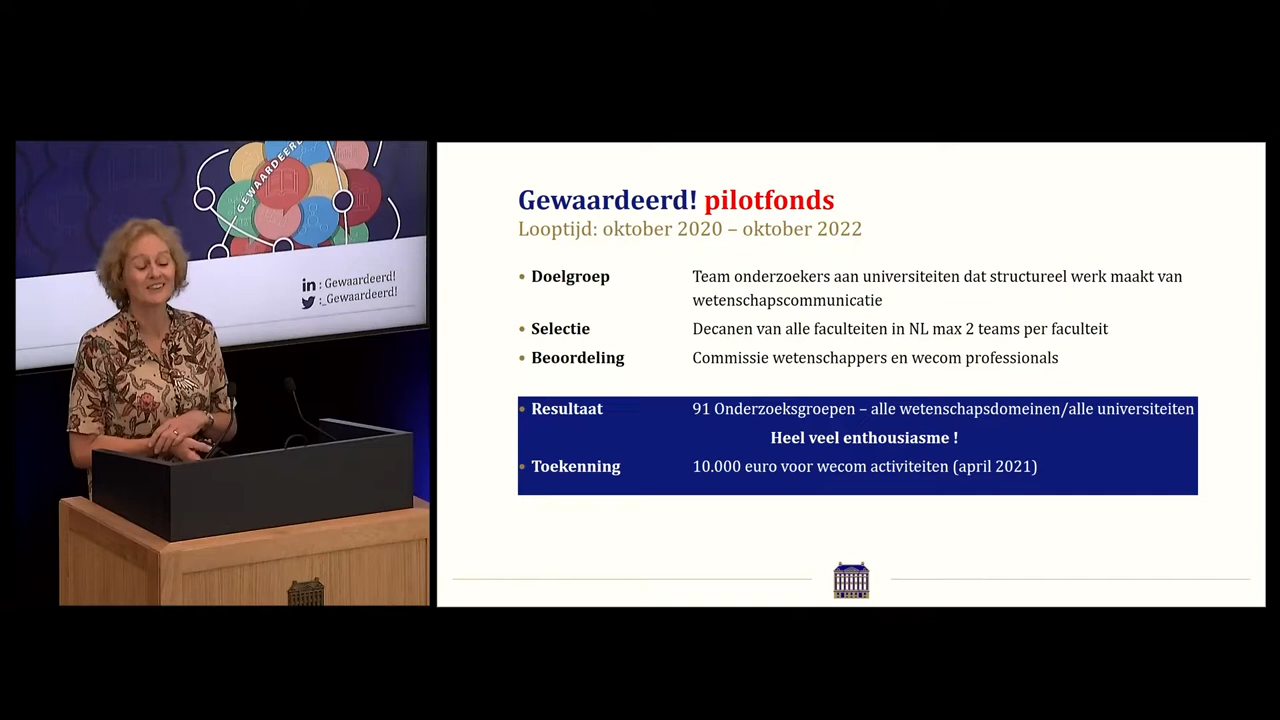 GEWAARDEERD
in : Gewaardeerd!
:_Gewaardeerd!
Gewaardeerd! pilotfonds
Looptijd: oktober 2020 – oktober 2022
• Doelgroep Team onderzoekers aan universiteiten dat structureel werk maakt van
wetenschapscommunicatie
• Selectie Decanen van alle faculteiten in NL max 2 teams per faculteit
• Beoordeling Commissie wetenschappers en wecom professionals
• Resultaat 91 Onderzoeksgroepen – alle wetenschapsdomeinen/alle universiteiten
Heel veel enthousiasme !
• Toekenning 10.000 euro voor wecom activiteiten (april 2021)